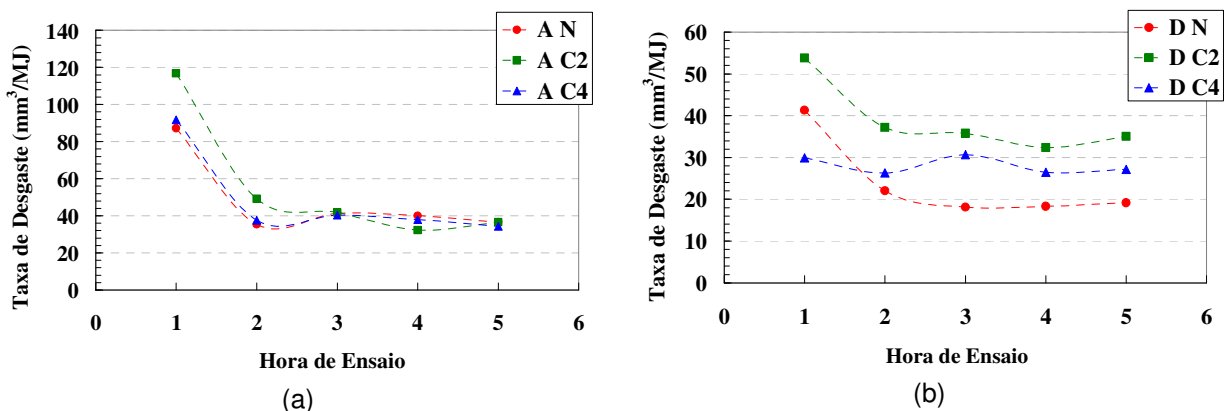 Taxa de Desgaste (mm³/MJ)
140
120
100
80
60
40
20
0
0 1 2 3 4 5 6
Hora de Ensaio
A N
A C2
A C4
(a)
Taxa de Desgaste (mm³/MJ)
60
50
40
30
20
10
0
0 1 2 3 4 5 6
Hora de Ensaio
D N
D C2
D C4
(b)